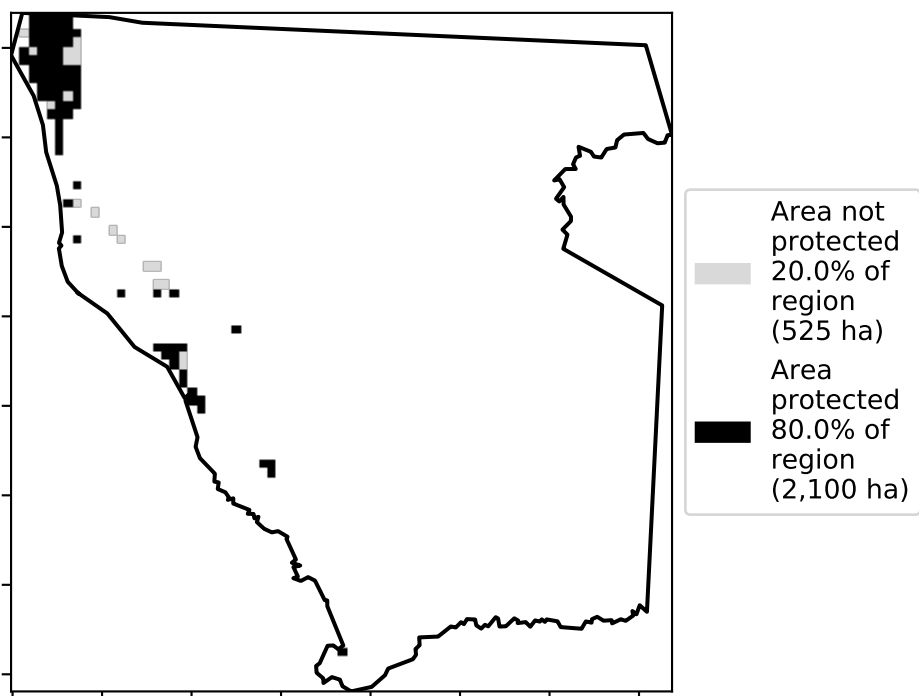 Area not
protected
20.0% of
region
(525 ha)
Area
protected
80.0% of
region
(2,100 ha)